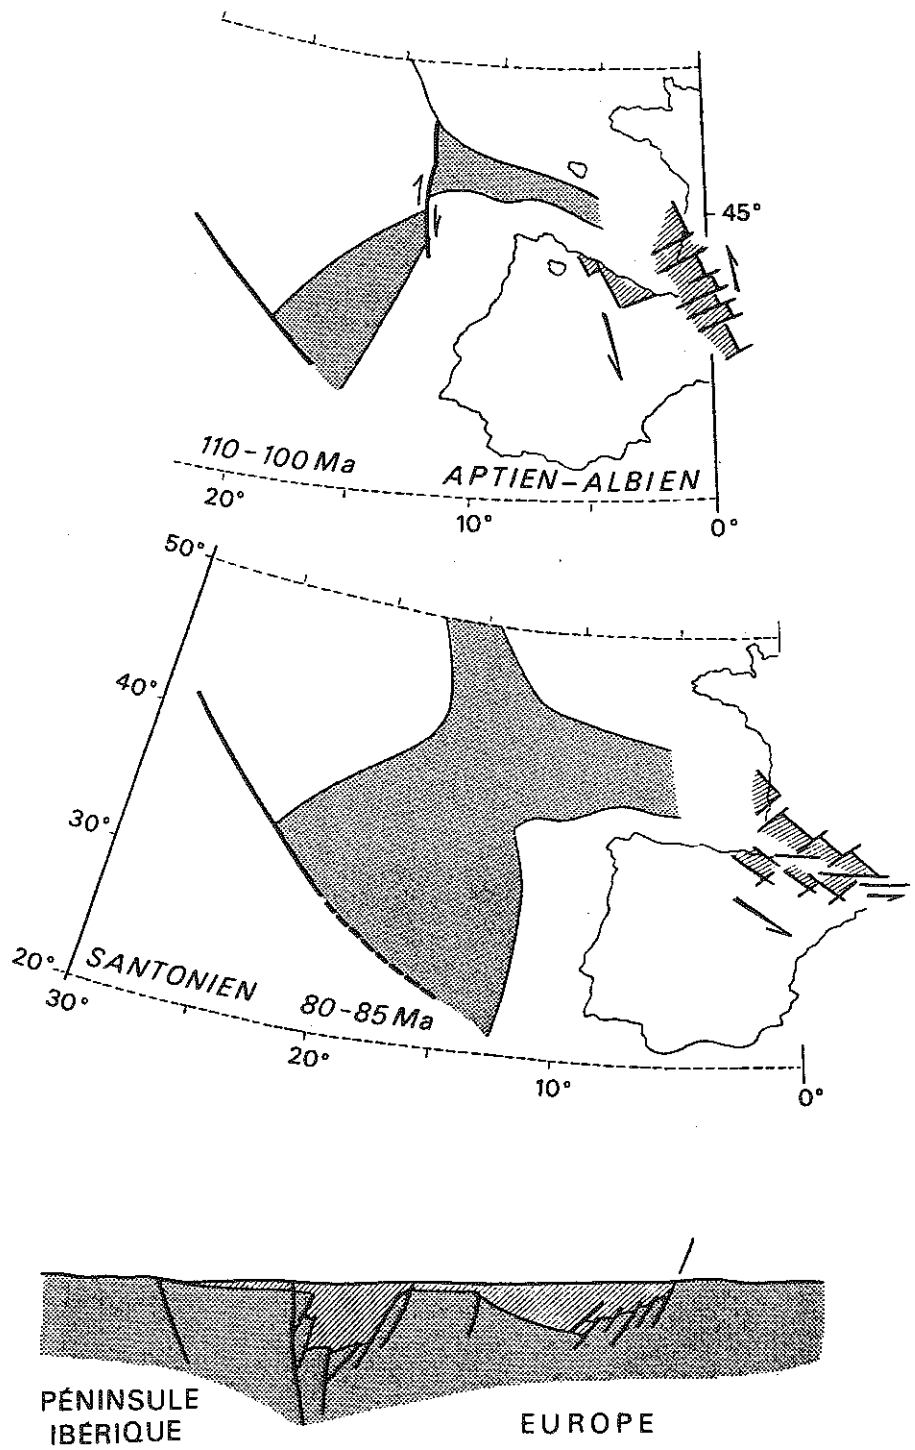 45°
110-100 Ma
APTIEN-ALBIEN
20°
10°
0°
50°
40°
30°
20°
SANTONIEN
80-85 Ma
30°
20°
10°
0°
PÉNINSULE
IBÉRIQUE
EUROPE